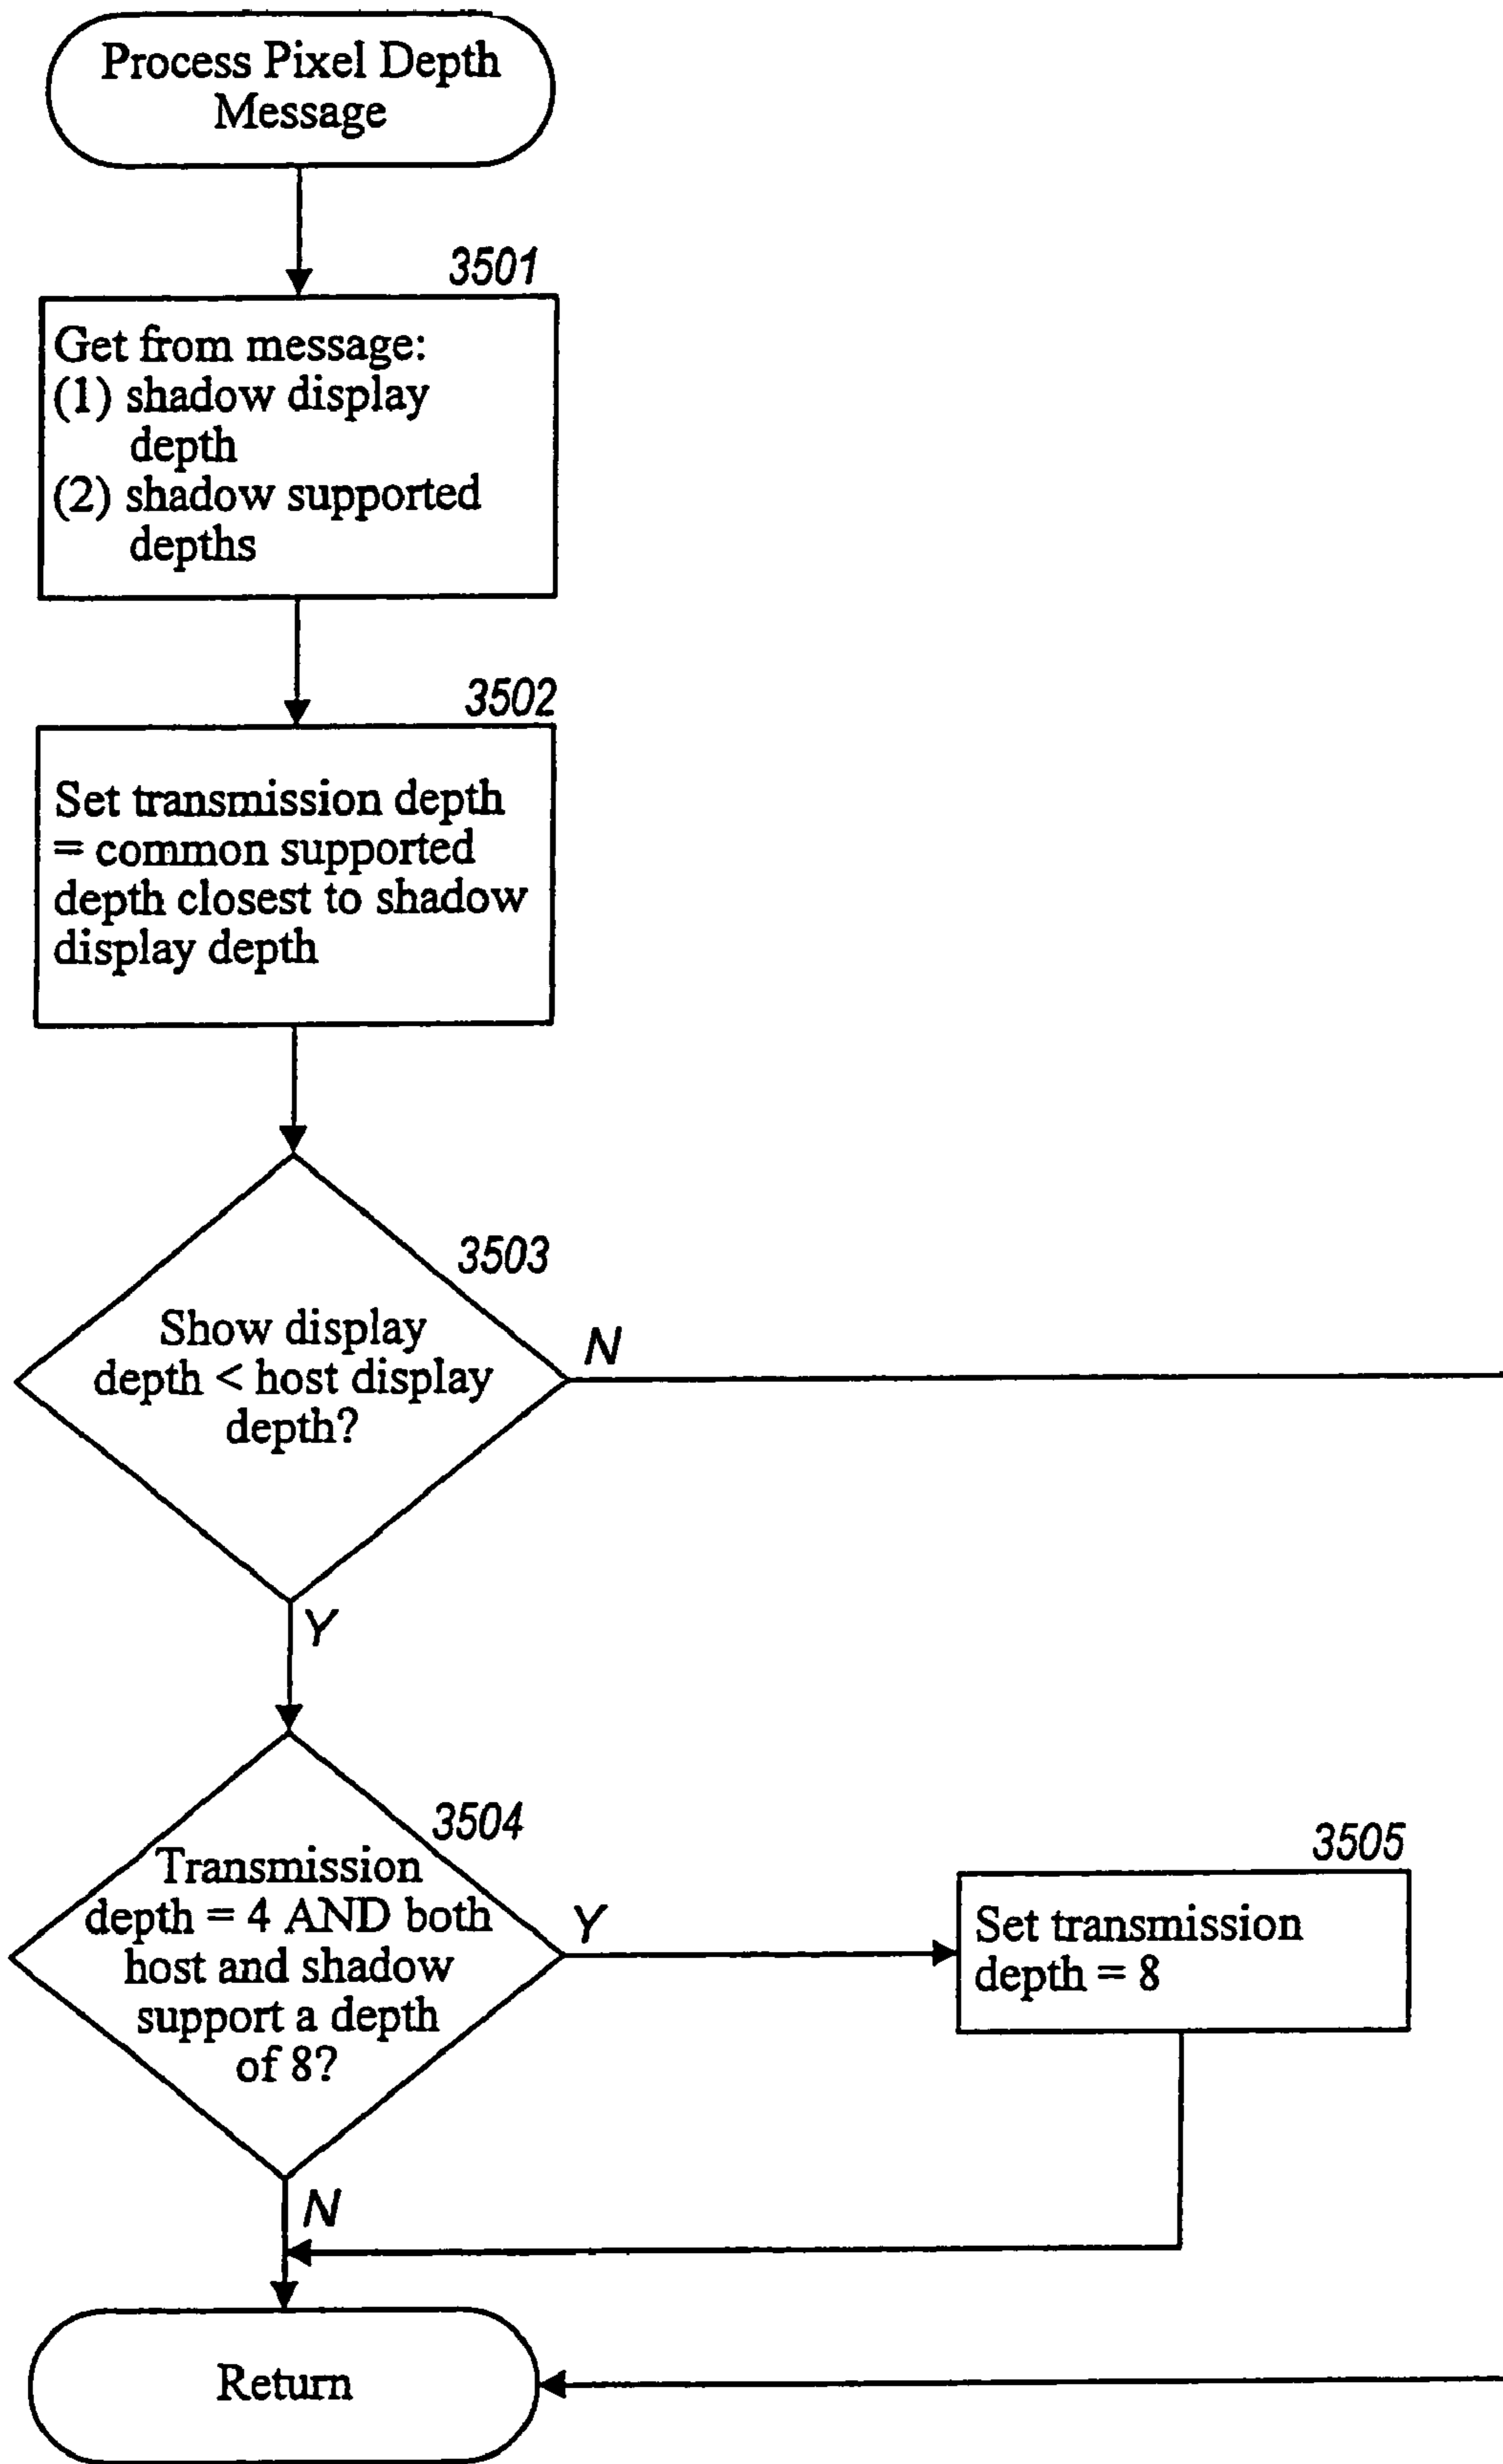 Process Pixel Depth
Message
3501
Get from message:
(1) shadow display
depth
(2) shadow supported
depths
3502
Set transmission depth
= common supported
depth closest to shadow
display depth
3503
Show display
depth < host display
depth?
N
Y
3504
Transmission
depth = 4 AND both
host and shadow
support a depth
of 8?
Y
3505
Set transmission
depth = 8
N
Return